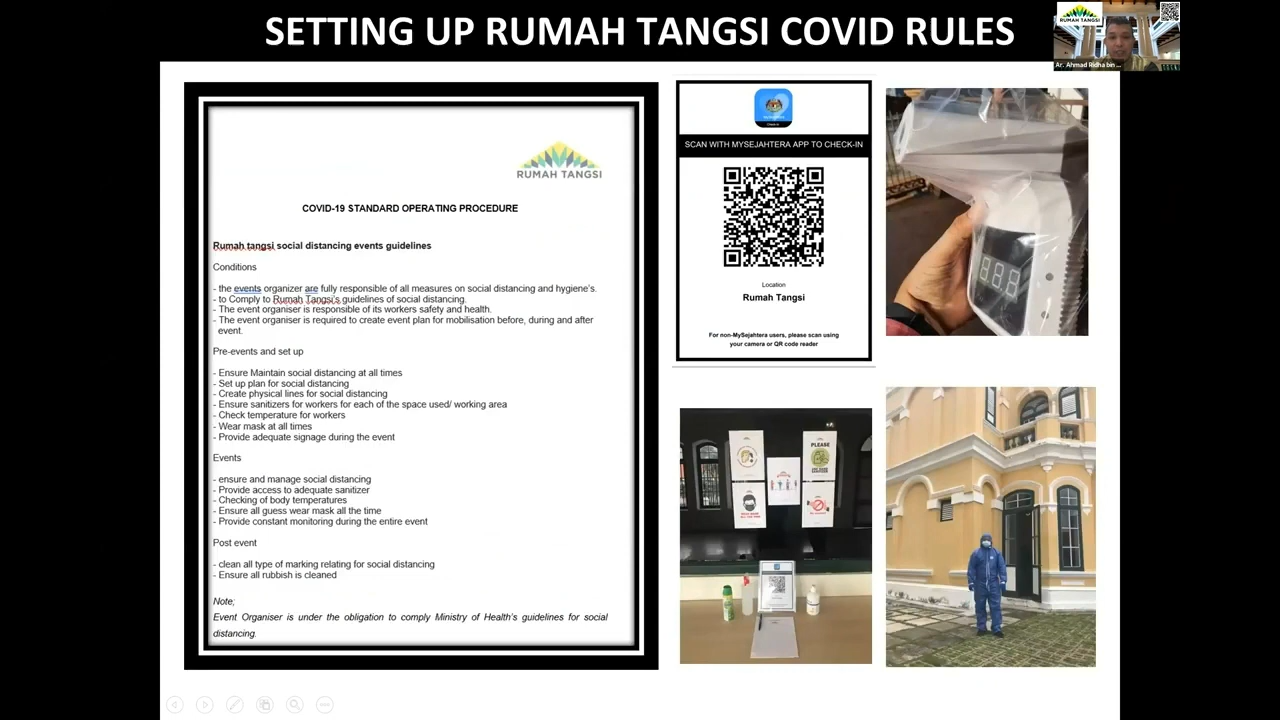 SETTING UP RUMAH TANGSI COVID RULES
RUMAH TANGSI
Ar. Ahmad Ridha bin ...
RUMAH TANGSI
COVID-19 STANDARD OPERATING PROCEDURE
Rumah tangsi social distancing events guidelines
Conditions
- the events organizer are fully responsible of all measures on social distancing and hygiene's.
- to Comply to Rumah Tangsi's guidelines of social distancing.
- The event organiser is responsible of its workers safety and health.
- The event organiser is required to create event plan for mobilisation before, during and after
event.
Pre-events and set up
- Ensure Maintain social distancing at all times
- Set up plan for social distancing
- Create physical lines for social distancing
- Ensure sanitizers for workers for each of the space used/ working area
- Check temperature for workers
- Wear mask at all times
- Provide adequate signage during the event
Events
- ensure and manage social distancing
- Provide access to adequate sanitizer
- Checking of body temperatures
- Ensure all guess wear mask all the time
- Provide constant monitoring during the entire event
Post event
- clean all type of marking relating for social distancing
- Ensure all rubbish is cleaned
Note;
Event Organiser is under the obligation to comply Ministry of Health's guidelines for social
distancing.
Check-in
SCAN WITH MYSEJAHTERA APP TO CHECK-IN
Location
Rumah Tangsi
For non-MySejahtera users, please scan using
your camera or QR code reader
PLEASE